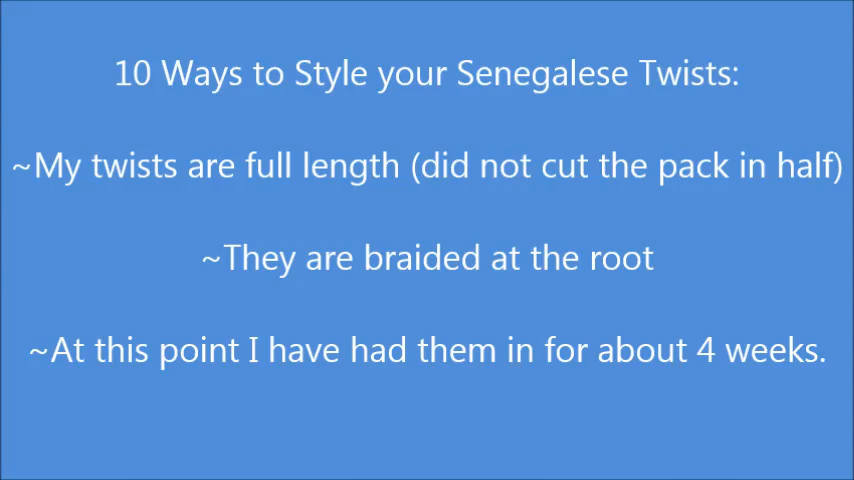 10 Ways to Style your Senegalese Twists:
~My twists are full length (did not cut the pack in half)
~They are braided at the root
~At this point I have had them in for about 4 weeks.